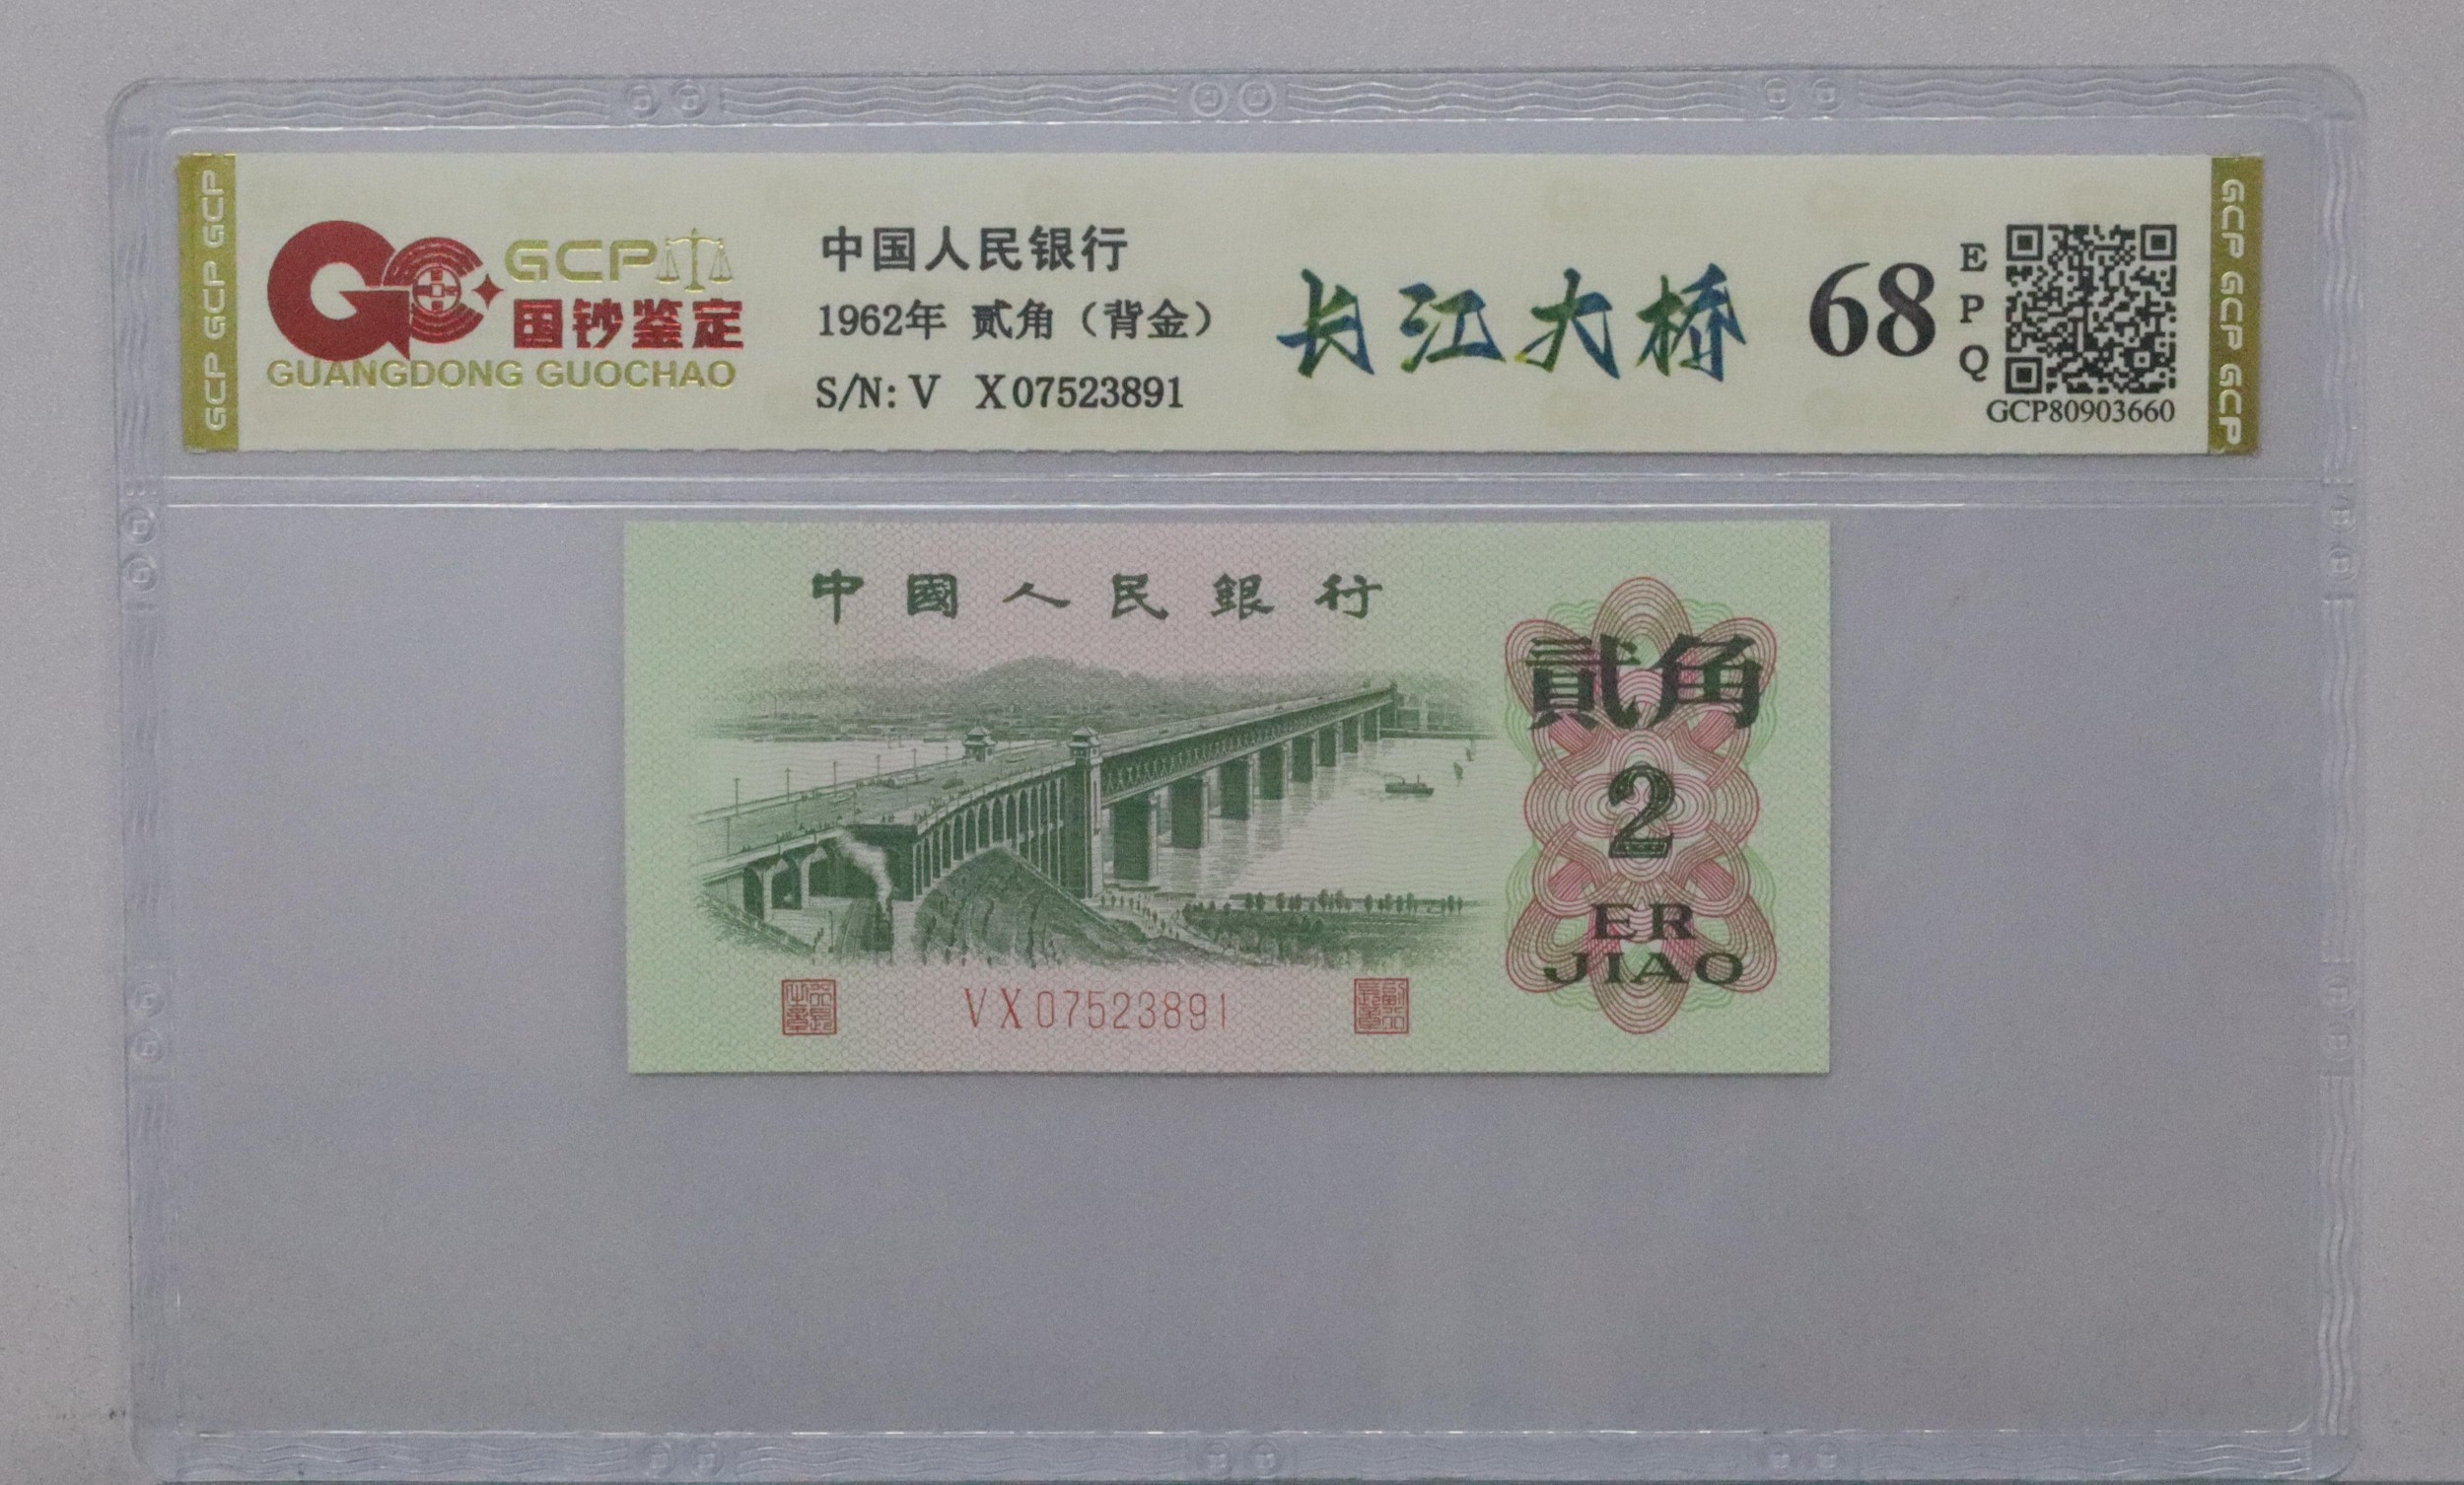 GCP GCP GCP
GCP
国钞鉴定
GUANGDONG GUOCHAO
中国人民银行
1962年 贰角（背金）
S/N: V X07523891
长江大桥
68
EPQ
GCP80903660
GCP GCP GCP
中國人民銀行
貳角
2
ER
JIAO
VX07523891